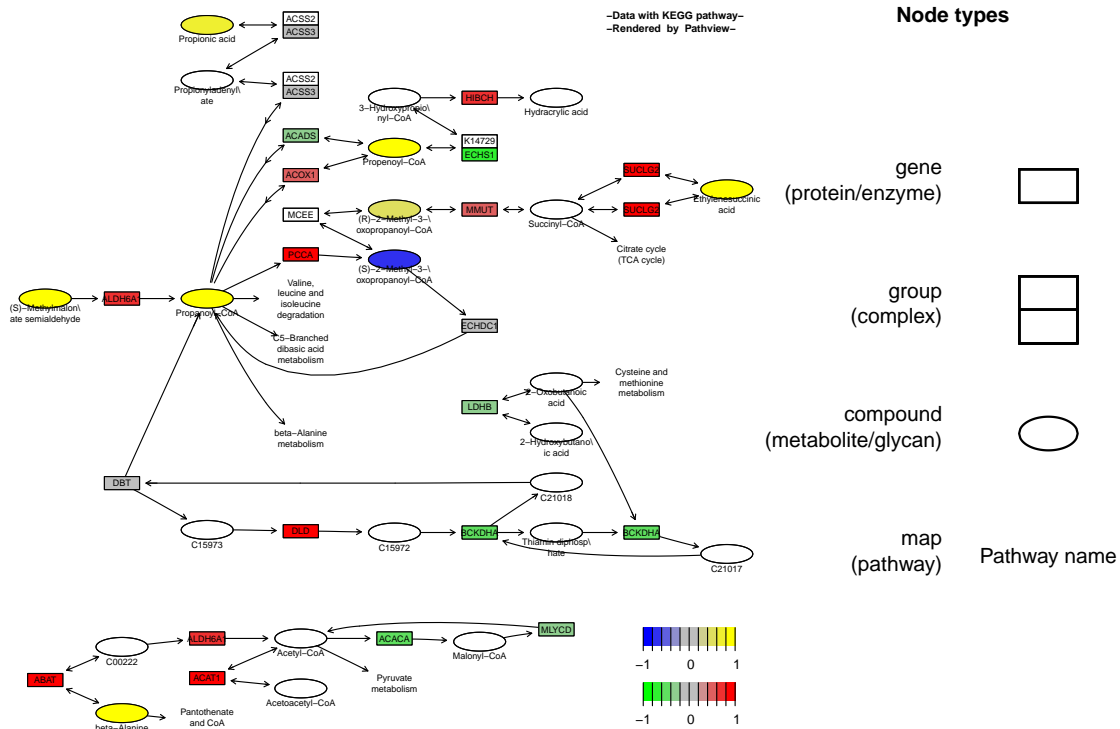 –Data with KEGG pathway–
–Rendered by Pathview–
Node types
Propionic acid
ACSS2
ACSS3
Propionyladenyl\
ate
ACSS2
ACSS3
3–Hydroxypropio\
nyl–CoA
HIBCH
Hydracrylic acid
ACADS
Propenoyl–CoA
K14729
ECHS1
ACOX1
MCEE
(R)–2–Methyl–3–\
oxopropanoyl–CoA
MMUT
Succinyl–CoA
SUCLG2
SUCLG2
Ethylenesuccinic
acid
Citrate cycle
(TCA cycle)
PCCA
(S)–2–Methyl–3–\
oxopropanoyl–CoA
(S)–Methylmalon\
ate semialdehyde
ALDH6A1
Propanoyl–CoA
Valine,
leucine and
isoleucine
degradation
C5–Branched
dibasic acid
metabolism
ECHDC1
beta–Alanine
metabolism
2–Oxobutanoic
acid
Cysteine and
methionine
metabolism
LDHB
2–Hydroxybutano\
ic acid
DBT
C21018
C15973
DLD
C15972
BCKDHA
Thiamin diphosp\
hate
BCKDHA
C21017
C00222
ALDH6A1
Acetyl–CoA
ACACA
Malonyl–CoA
MLYCD
ABAT
ACAT1
Acetoacetyl–CoA
Pyruvate
metabolism
beta–Alanine
Pantothenate
and CoA
gene
(protein/enzyme)
group
(complex)
compound
(metabolite/glycan)
map
(pathway)
Pathway name
−1 0 1
−1 0 1